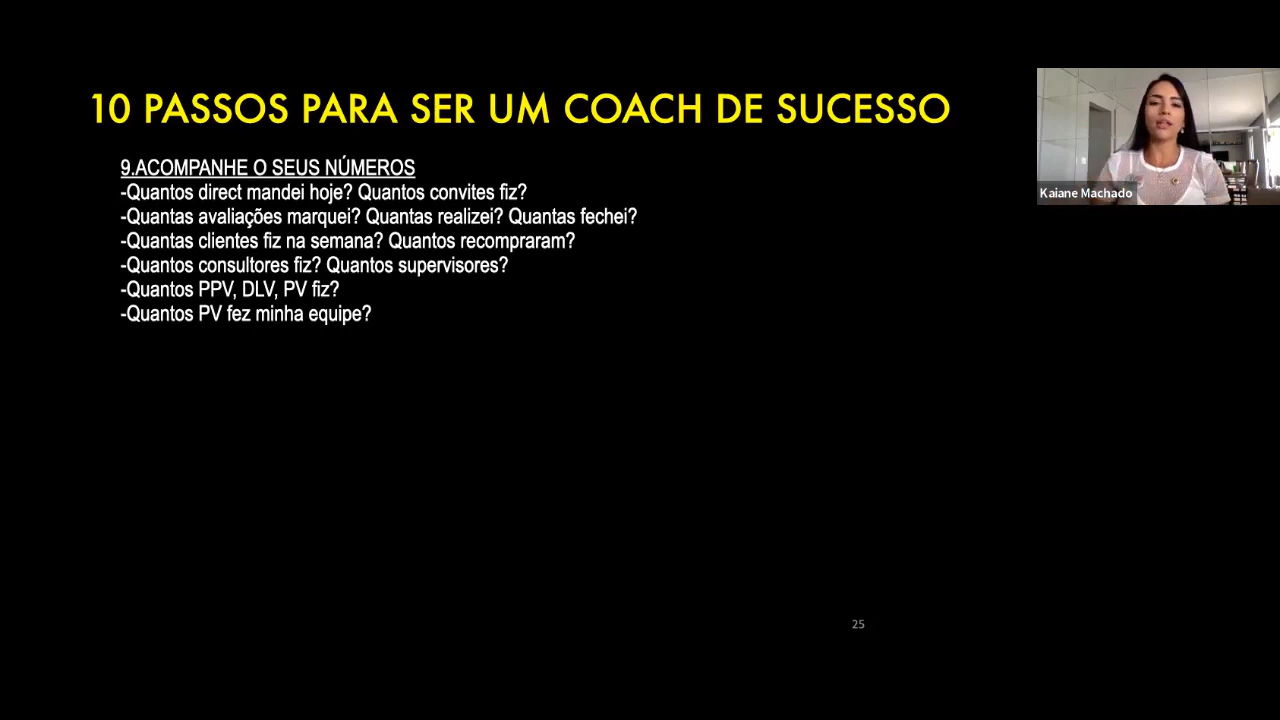 10 PASSOS PARA SER UM COACH DE SUCESSO
9.ACOMPANHE O SEUS NÚMEROS
-Quantos direct mandei hoje? Quantos convites fiz?
-Quantas avaliações marquei? Quantas realizei? Quantas fechei?
-Quantas clientes fiz na semana? Quantos recompraram?
-Quantos consultores fiz? Quantos supervisores?
-Quantos PPV, DLV, PV fiz?
-Quantos PV fez minha equipe?
Kaiane Machado
25